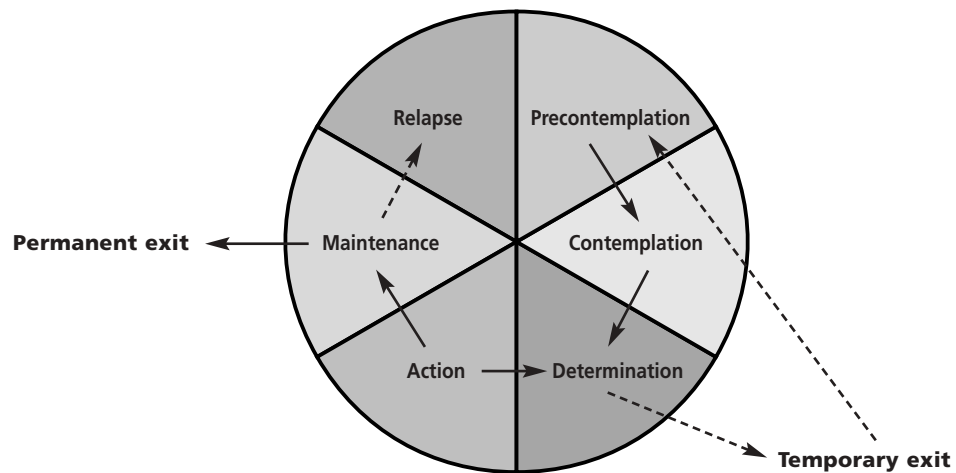 Relapse
Precontemplation
Permanent exit
Maintenance
Contemplation
Action
Determination
Temporary exit